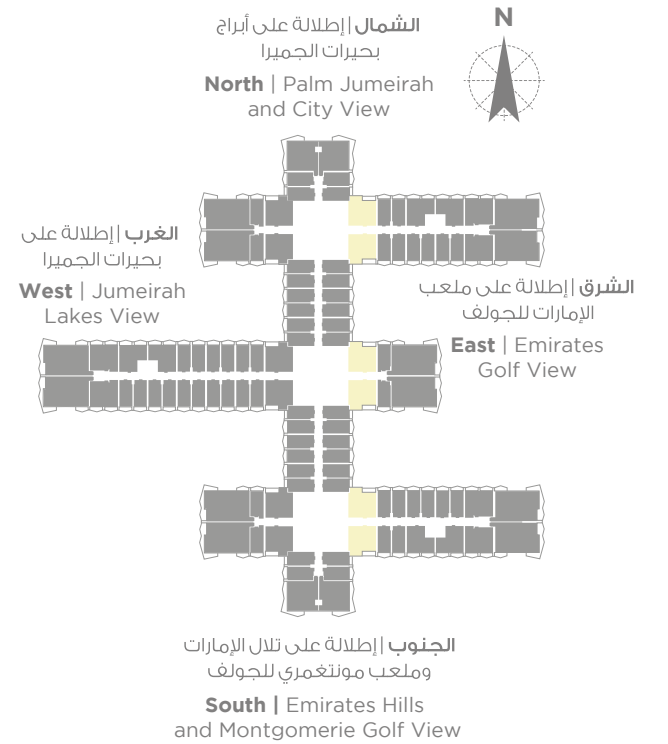 الشمال | إطلالة على أبراج
بحيرات الجميرا
North | Palm Jumeirah
and City View
N
الغرب | إطلالة على
بحيرات الجميرا
West | Jumeirah
Lakes View
الشرق | إطلالة على ملعب
الإمارات للجولف
East | Emirates
Golf View
الجنوب | إطلالة على تلال الإمارات
وملعب مونتغمري للجولف
South | Emirates Hills
and Montgomerie Golf View